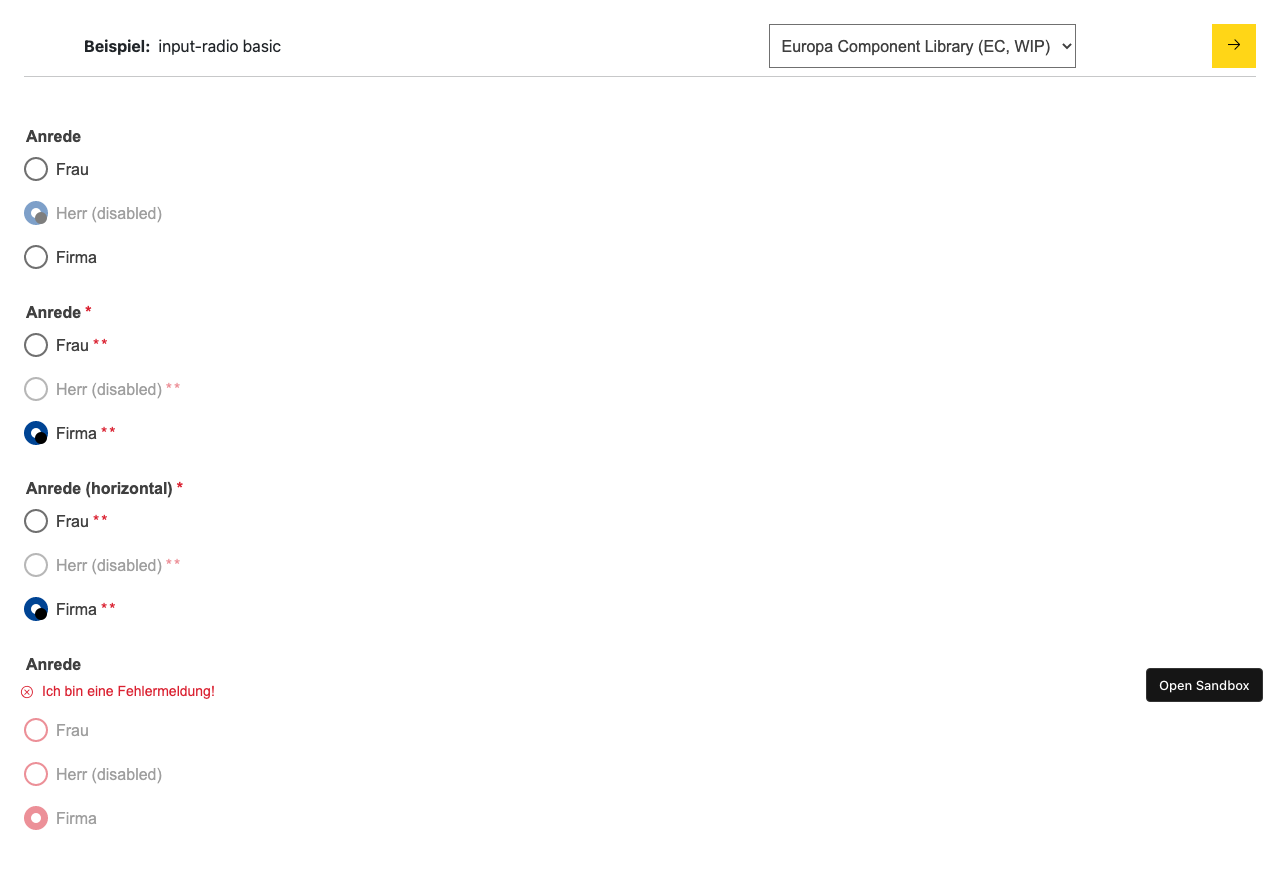 Beispiel: input-radio basic
Europa Component Library (EC, WIP)
Anrede
Frau
Herr (disabled)
Firma
Anrede *
Frau **
Herr (disabled) **
Firma **
Anrede (horizontal) *
Frau **
Herr (disabled) **
Firma **
Anrede
Ich bin eine Fehlermeldung!
Open Sandbox
Frau
Herr (disabled)
Firma